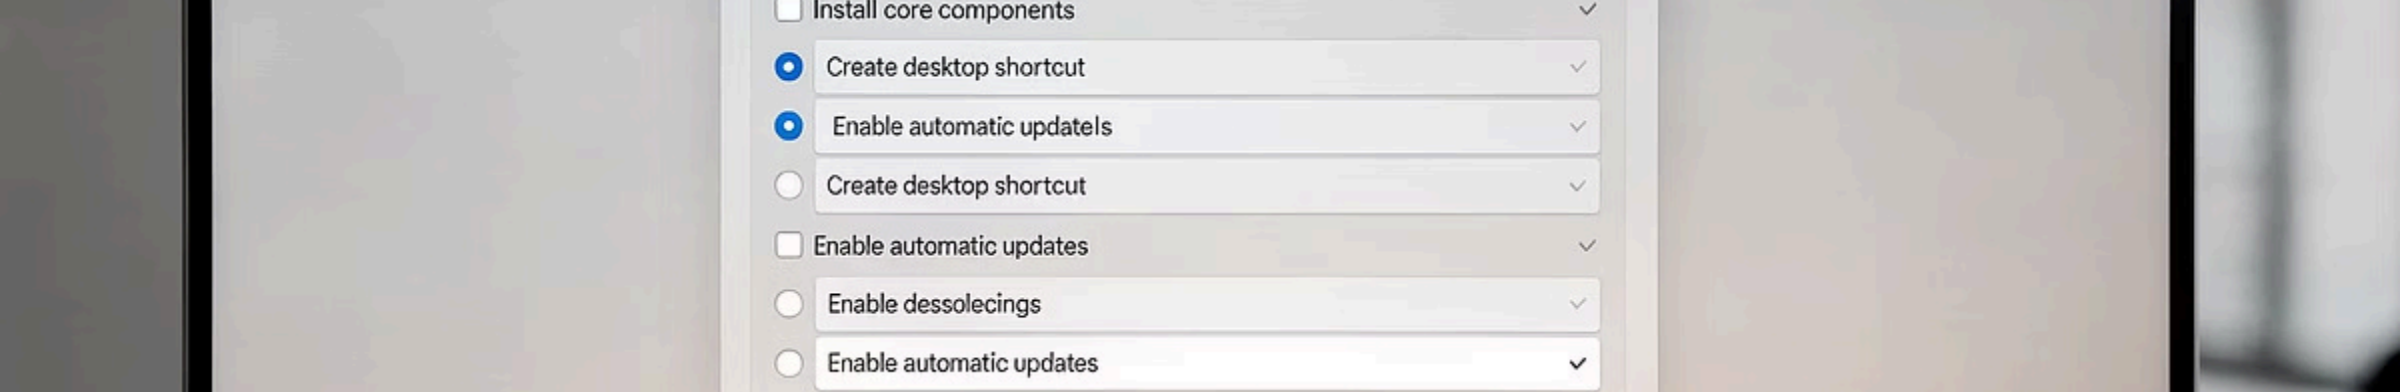 Install core components
Create desktop shortcut
Enable automatic updatels
Create desktop shortcut
Enable automatic updates
Enable dessolecings
Enable automatic updates